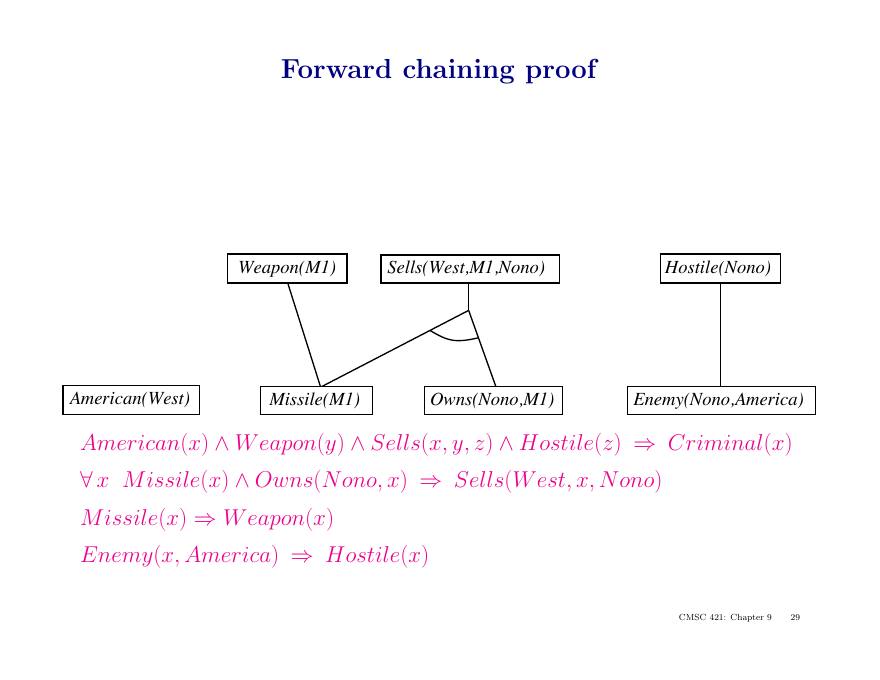 Forward chaining proof
Weapon(M1) Sells(West,M1,Nono) Hostile(Nono)
American(West) Missile(M1) Owns(Nono,M1) Enemy(Nono,America)
American(x) ∧ Weapon(y) ∧ Sells(x, y, z) ∧ Hostile(z) ⇒ Criminal(x)
∀ x Missile(x) ∧ Owns(Nono, x) ⇒ Sells(West, x, Nono)
Missile(x) ⇒ Weapon(x)
Enemy(x, America) ⇒ Hostile(x)
CMSC 421: Chapter 9 29